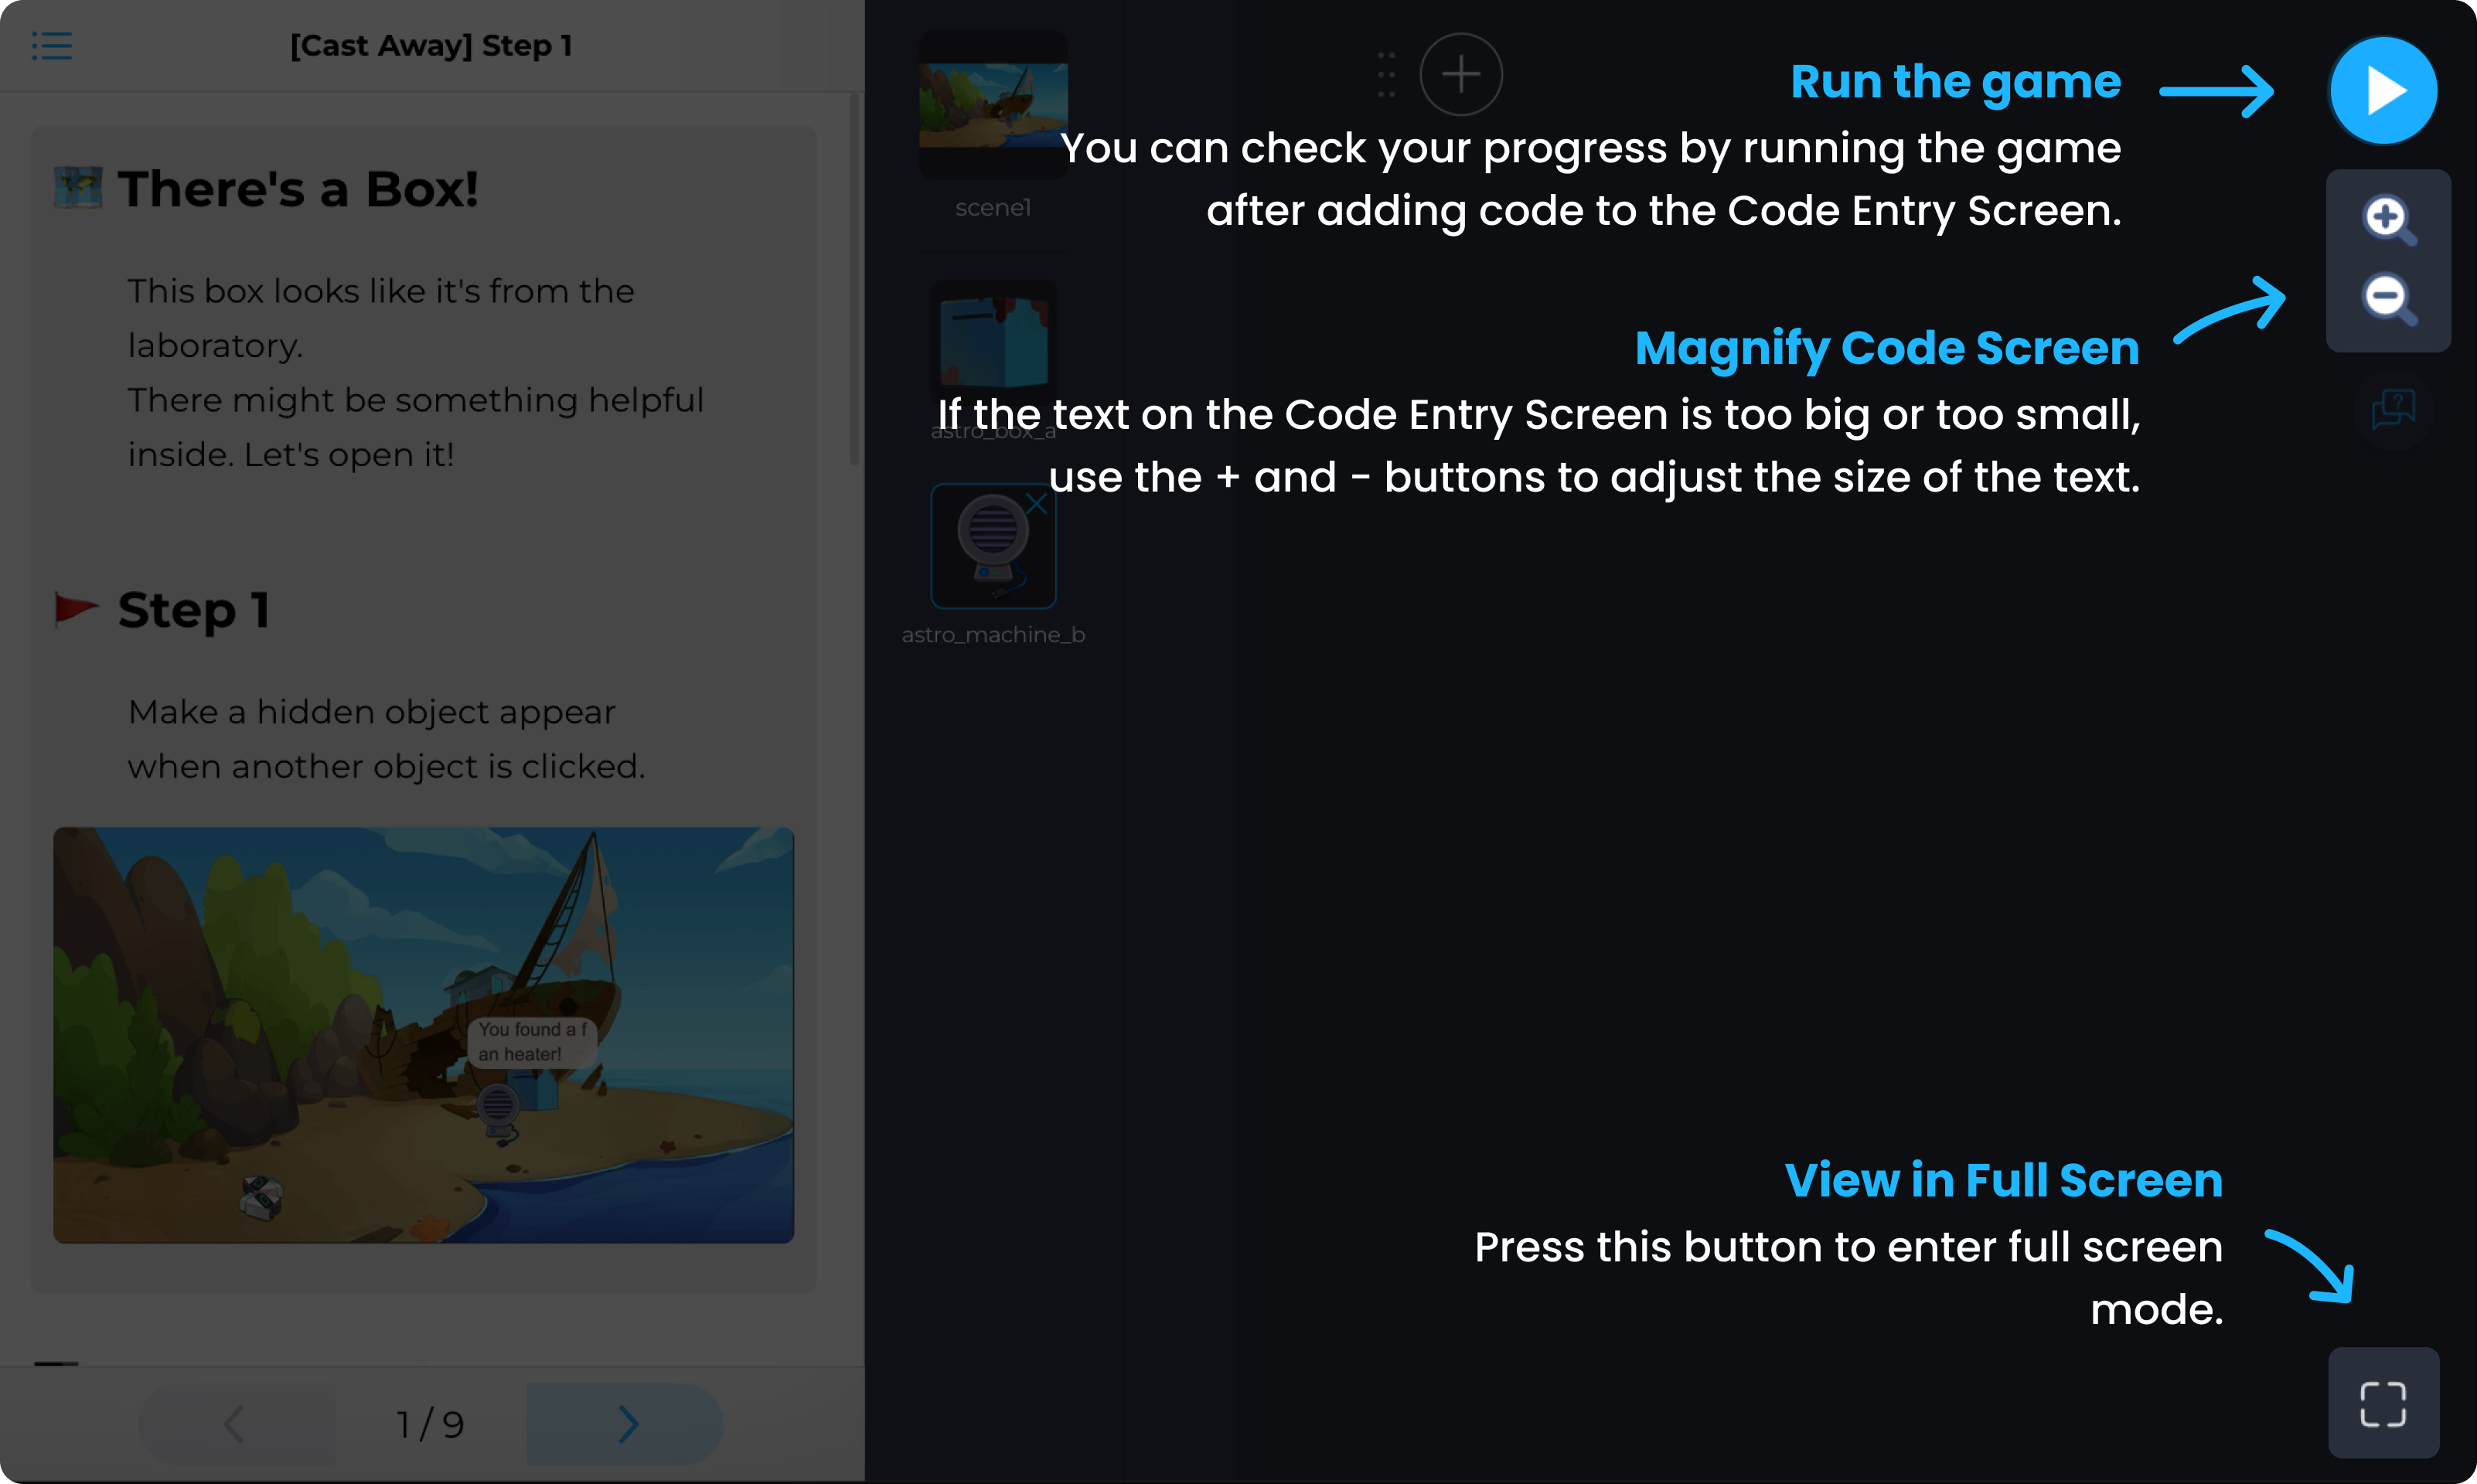 [Cast Away] Step 1
There's a Box!
This box looks like it's from the
laboratory.
There might be something helpful
inside. Let's open it!
Step 1
Make a hidden object appear
when another object is clicked.
You found a f
an heater!
1 / 9
scene1
astro_box_a
astro_machine_b
Run the game
You can check your progress by running the game
after adding code to the Code Entry Screen.
Magnify Code Screen
If the text on the Code Entry Screen is too big or too small,
use the + and - buttons to adjust the size of the text.
View in Full Screen
Press this button to enter full screen
mode.